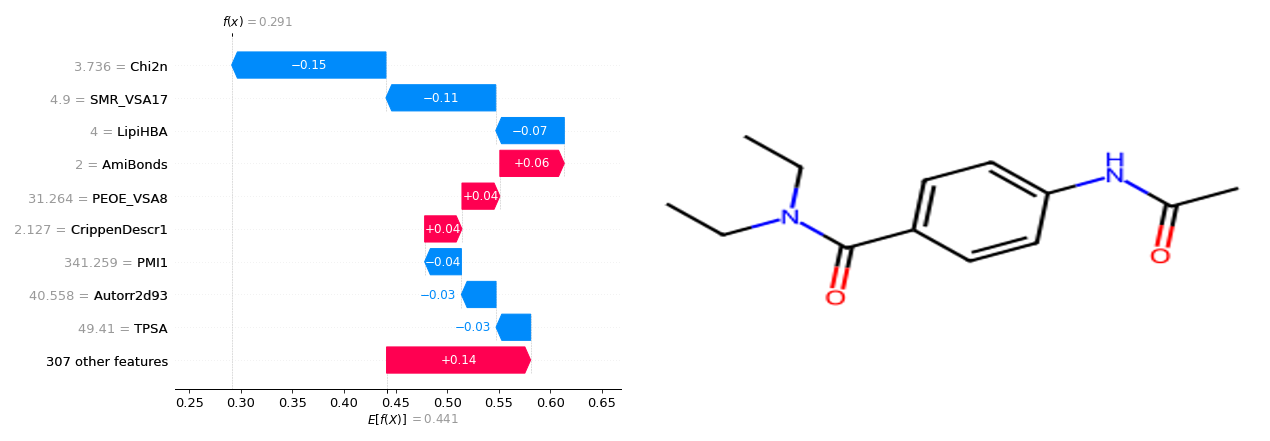 f(x) = 0.291
3.736 = Chi2n
−0.15
4.9 = SMR_VSA17
−0.11
4 = LipiHBA
−0.07
2 = AmiBonds
+0.06
31.264 = PEOE_VSA8
+0.04
2.127 = CrippenDescr1
+0.04
341.259 = PMI1
−0.04
40.558 = Autorr2d93
−0.03
49.41 = TPSA
−0.03
307 other features
+0.14
0.25 0.30 0.35 0.40 0.45 0.50 0.55 0.60 0.65
E[f(X)] = 0.441
H
N
N
O
O